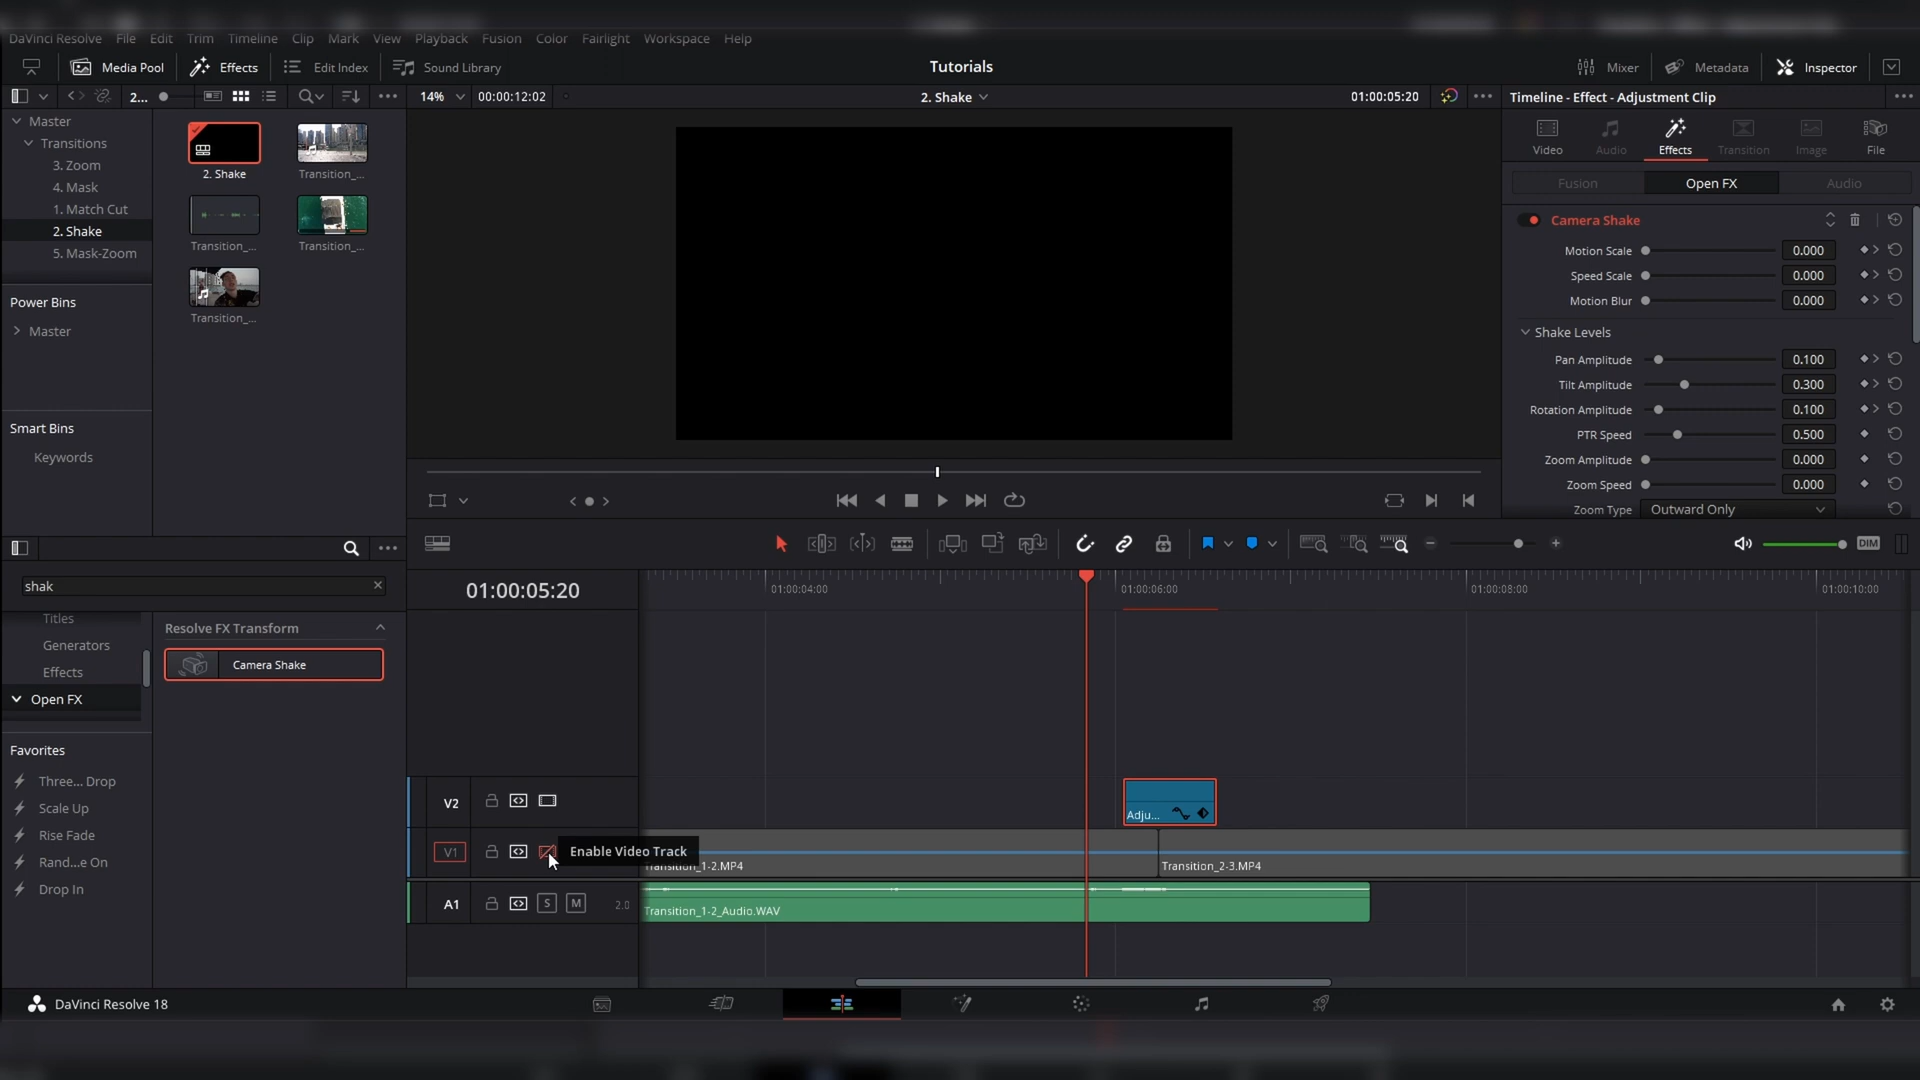 DaVinci Resolve File Edit Trim Timeline Clip Mark View Playback Fusion Color Fairlight Workspace Help
Media Pool Effects Edit Index Sound Library Tutorials Mixer Metadata Inspector
2... 14% 00:00:12:02 2. Shake 01:00:05:20 Timeline - Effect - Adjustment Clip
Master
Transitions
3. Zoom
4. Mask
1. Match Cut
2. Shake
5. Mask-Zoom
Power Bins
Master
Smart Bins
Keywords
2. Shake Transition_...
Transition_... Transition_...
Transition_...
Video Audio Effects Transition Image File
Fusion Open FX Audio
Camera Shake
Motion Scale 0.000
Speed Scale 0.000
Motion Blur 0.000
Shake Levels
Pan Amplitude 0.100
Tilt Amplitude 0.300
Rotation Amplitude 0.100
PTR Speed 0.500
Zoom Amplitude 0.000
Zoom Speed 0.000
Zoom Type Outward Only
DIM
shak
Titles
Generators
Effects
Open FX
Favorites
Three... Drop
Scale Up
Rise Fade
Rand...e On
Drop In
Resolve FX Transform
Camera Shake
01:00:05:20
01:00:04:00 01:00:06:00 01:00:08:00 01:00:10:00
V2 Adju...
V1 Enable Video Track
Transition_1-2.MP4 Transition_2-3.MP4
A1 S M 2.0
Transition_1-2_Audio.WAV
DaVinci Resolve 18